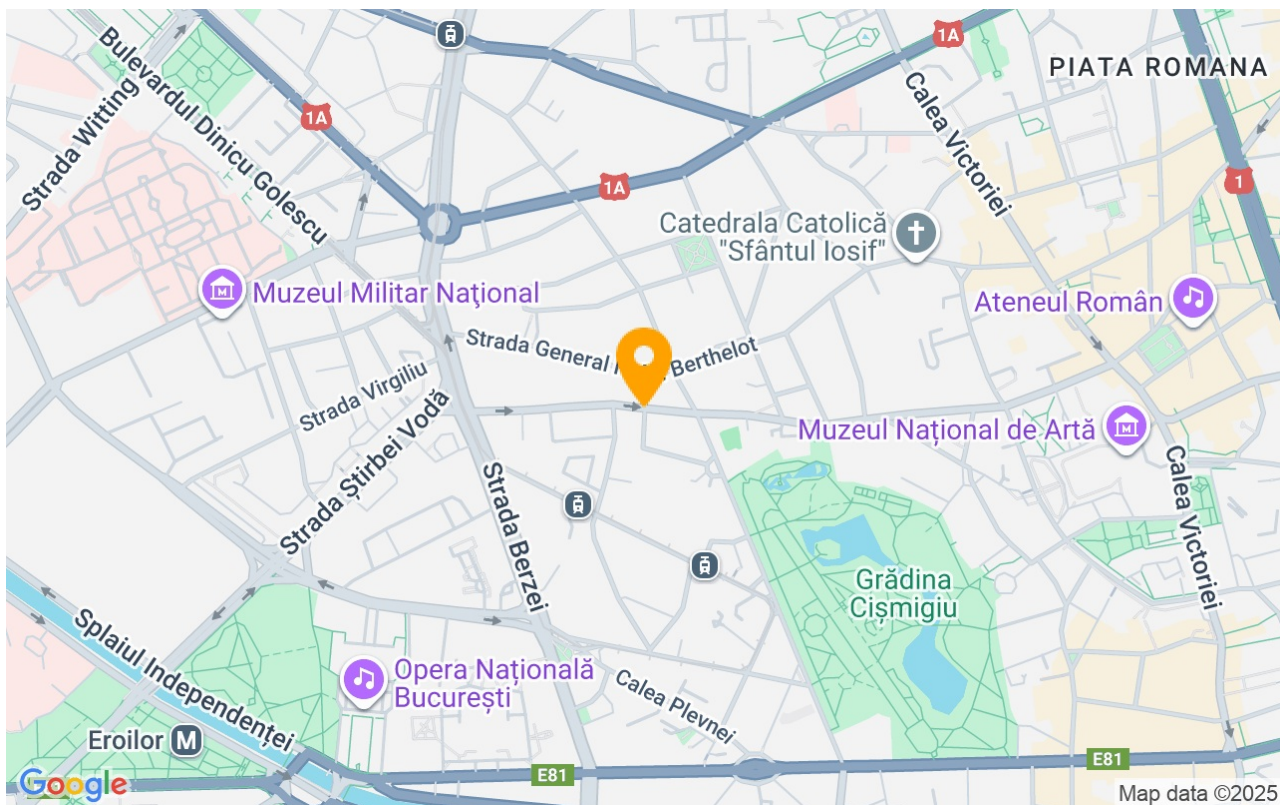 1A
PIATA ROMANA
Bulevardul Dinicu Golescu
Strada Witting
1A
Calea Victoriei
1A
1
Catedrala Catolică
"Sfântul Iosif"
Muzeul Militar Naţional
Ateneul Român
Strada General
Berthelot
Strada Virgiliu
Strada Știrbei Vodă
Muzeul Național de Artă
Calea Victoriei
Strada Berzei
Grădina
Cișmigiu
Splaiul Independenței
Opera Națională
București
Calea Plevnei
Eroilor M
E81
E81
Google
Map data ©2025